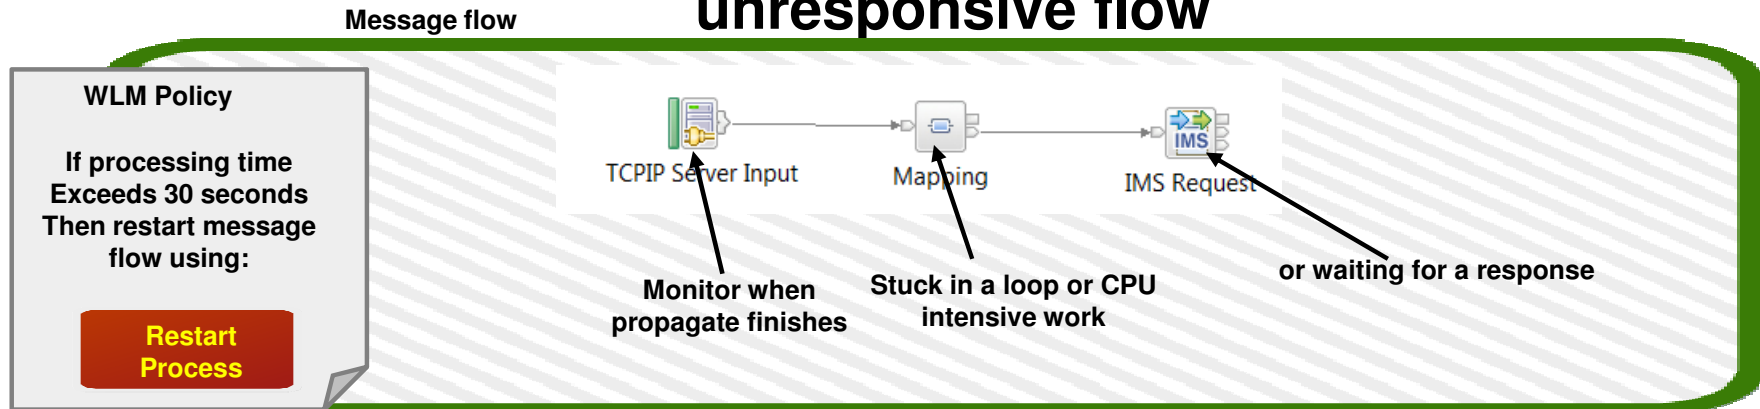 Message flow
unresponsive flow
WLM Policy
If processing time
Exceeds 30 seconds
Then restart message
flow using:
Restart
Process
TCPIP Server Input
Mapping
IMS
IMS Request
Monitor when
propagate finishes
Stuck in a loop or CPU
intensive work
or waiting for a response